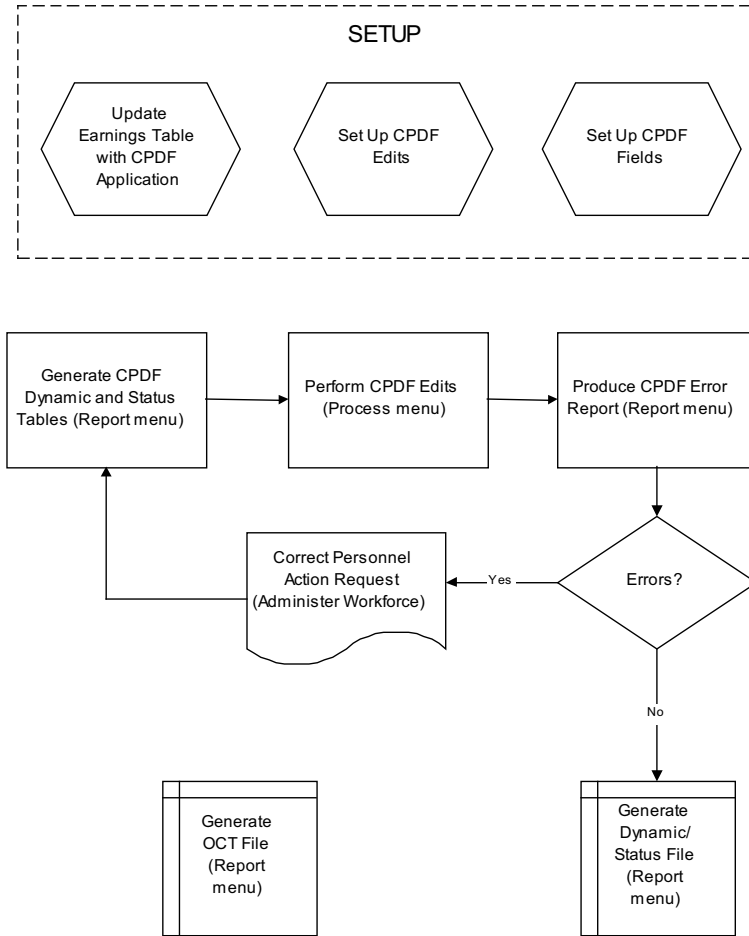 SETUP
Update
Earnings Table
with CPDF
Application
Set Up CPDF
Edits
Set Up CPDF
Fields
Generate CPDF
Dynamic and Status
Tables (Report menu)
Perform CPDF Edits
(Process menu)
Produce CPDF Error
Report (Report menu)
Correct Personnel
Action Request
(Administer Workforce)
Yes
Errors?
No
Generate
OCT File
(Report
menu)
Generate
Dynamic/
Status File
(Report
menu)